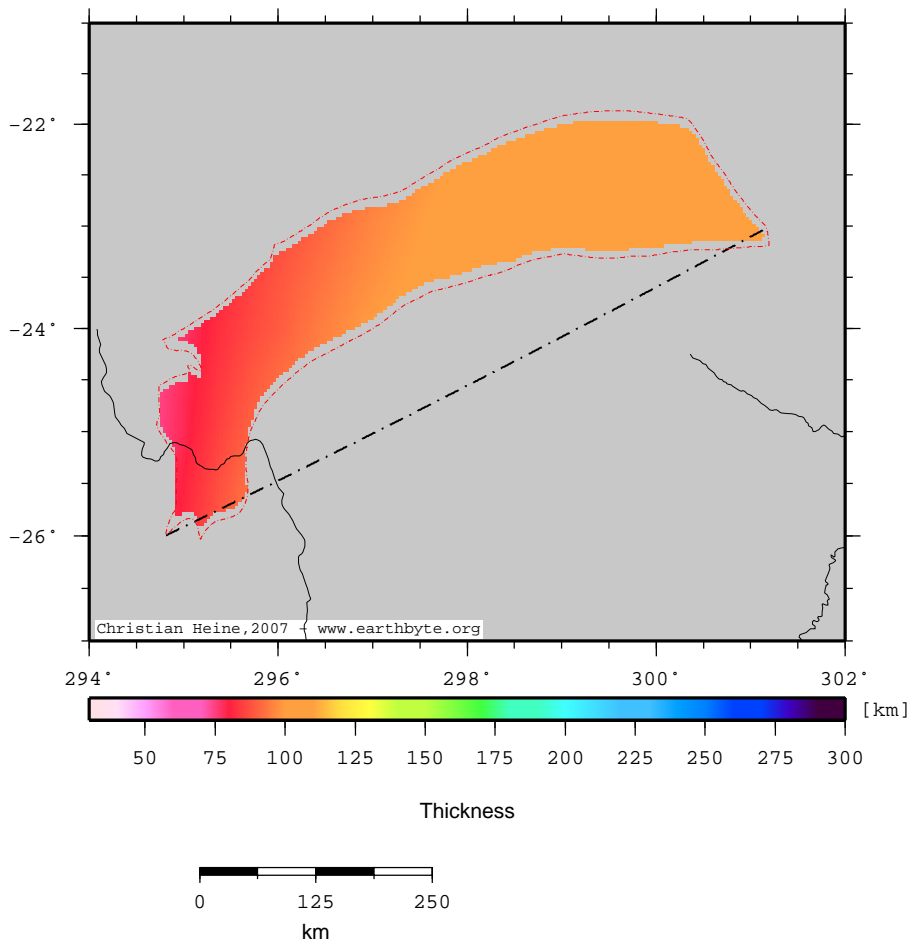 −22˚
−24˚
−26˚
Christian Heine,2007 − www.earthbyte.org
294˚ 296˚ 298˚ 300˚ 302˚
[km]
50 75 100 125 150 175 200 225 250 275 300
Thickness
0 125 250
km